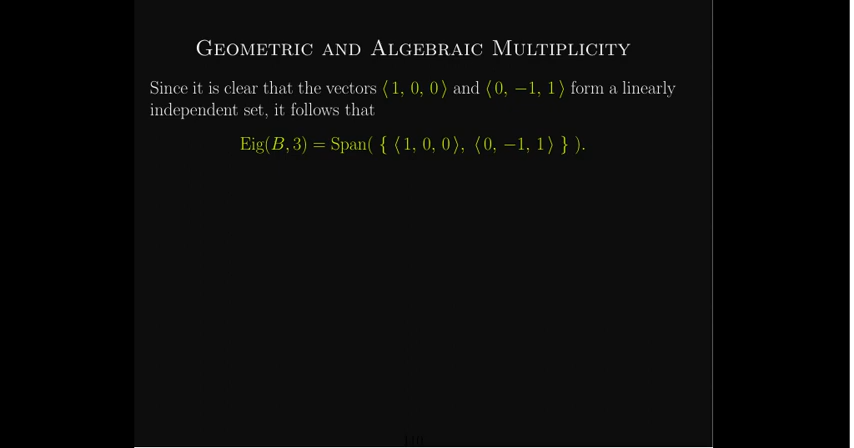 Geometric and Algebraic Multiplicity
Since it is clear that the vectors ⟨1, 0, 0⟩ and ⟨0, −1, 1⟩ form a linearly
independent set, it follows that
Eig(B, 3) = Span( { ⟨1, 0, 0⟩, ⟨0, −1, 1⟩ } ).